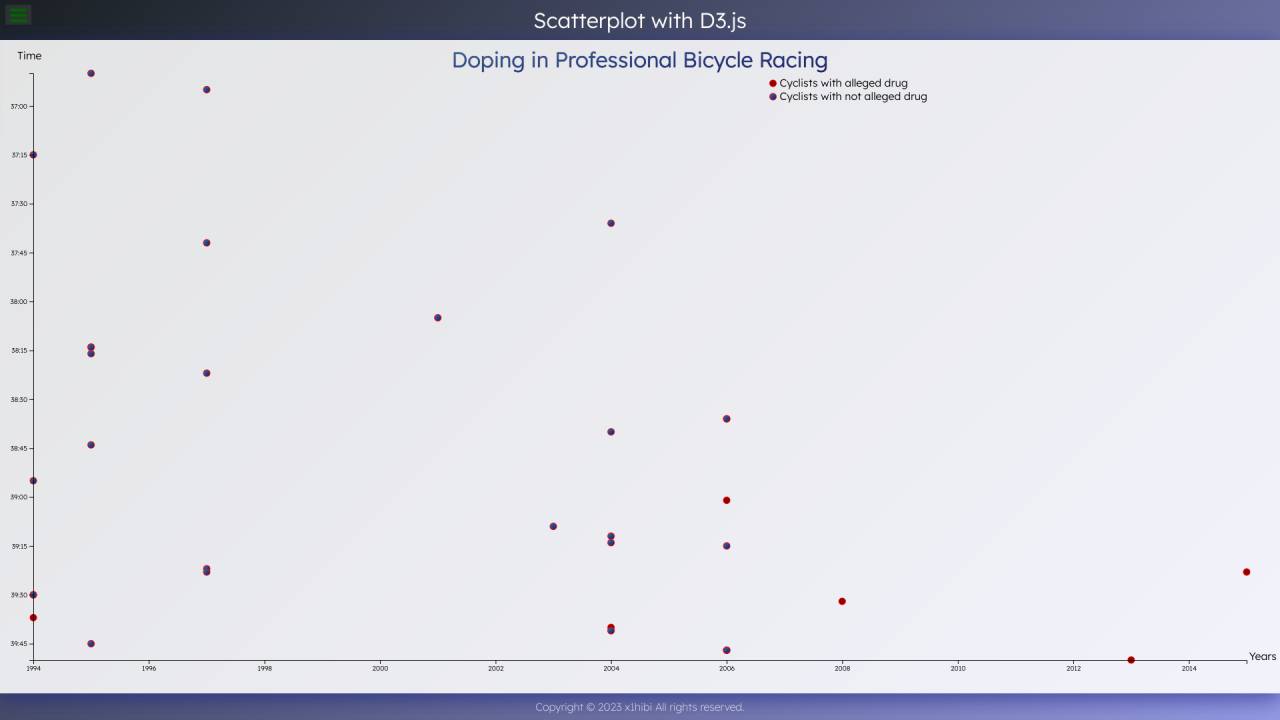 Scatterplot with D3.js
Time
Doping in Professional Bicycle Racing
Cyclists with alleged drug
Cyclists with not alleged drug
37:00
37:15
37:30
37:45
38:00
38:15
38:30
38:45
39:00
39:15
39:30
39:45
Years
1994 1996 1998 2000 2002 2004 2006 2008 2010 2012 2014
Copyright © 2023 x1hibi All rights reserved.